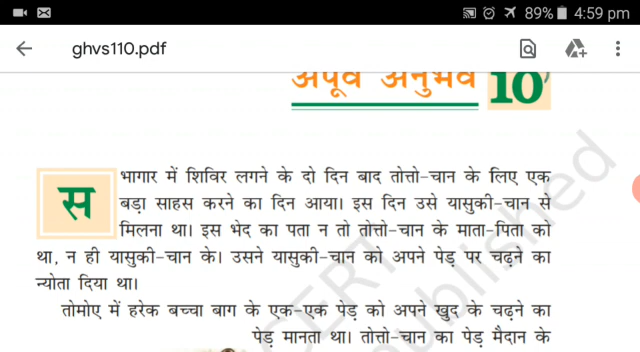 89% 4:59 pm
ghvs110.pdf
अपूर्व अनुभव 10
सभागार में शिविर लगने के दो दिन बाद तोत्तो-चान के लिए एक
बड़ा साहस करने का दिन आया। इस दिन उसे यासुकी-चान से
मिलना था। इस भेद का पता न तो तोत्तो-चान के माता-पिता को
था, न ही यासुकी-चान के। उसने यासुकी-चान को अपने पेड़ पर चढ़ने का
न्योता दिया था।
तोमोए में हरेक बच्चा बाग के एक-एक पेड़ को अपने खुद के चढ़ने का
पेड़ मानता था। तोत्तो-चान का पेड़ मैदान के